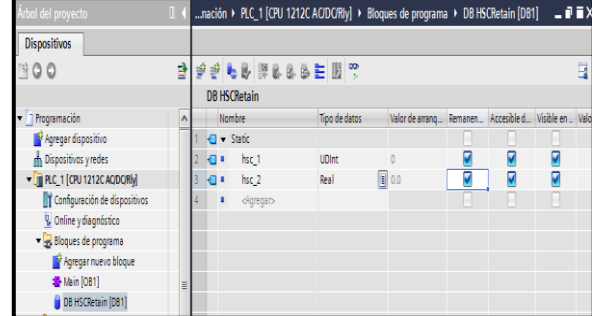 Árbol del proyecto
...nación ▸ PLC_1 [CPU 1212C AC/DC/Rly] ▸ Bloques de programa ▸ DB HSCRetain [DB1]
Dispositivos
DB HSCRetain
Nombre Tipo de datos Valor de arranq... Remanen... Accesible d... Visible en .. Valo
1 Static
2 hsc_1 UDInt 0
3 hsc_2 Real 0.0
4 <Agregar>
Programación
Agregar dispositivo
Dispositivos y redes
PLC_1 [CPU 1212C AC/DC/Rly]
Configuración de dispositivos
Online y diagnóstico
Bloques de programa
Agregar nuevo bloque
Main [OB1]
DB HSCRetain [DB1]